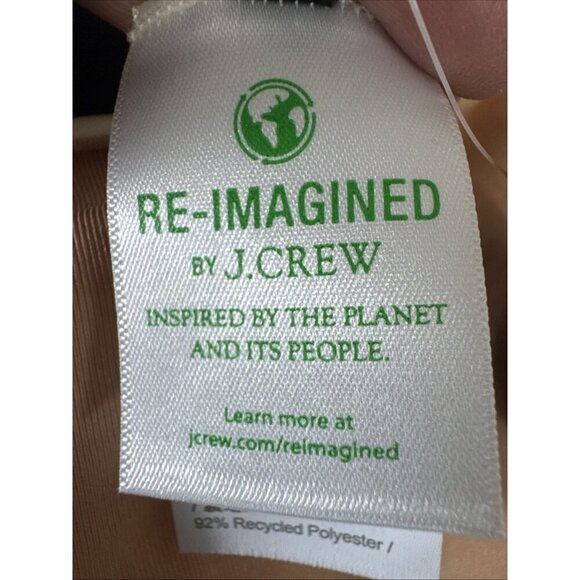 RE-IMAGINED
BY J.CREW
INSPIRED BY THE PLANET
AND ITS PEOPLE.
Learn more at
jcrew.com/reimagined
92% Recycled Polyester /